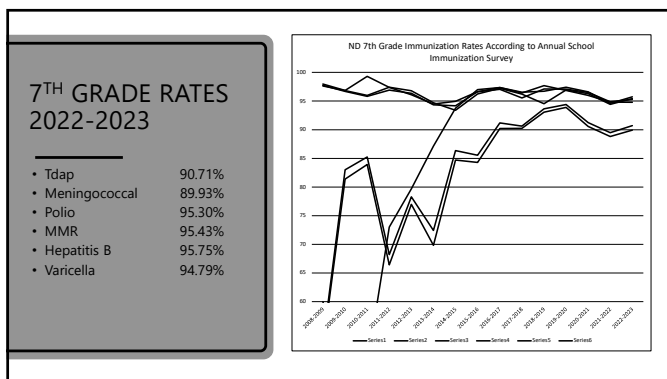 7TH GRADE RATES
2022-2023
• Tdap 90.71%
• Meningococcal 89.93%
• Polio 95.30%
• MMR 95.43%
• Hepatitis B 95.75%
• Varicella 94.79%
ND 7th Grade Immunization Rates According to Annual School
Immunization Survey
100
95
90
85
80
75
70
65
60
2008-2009
2009-2010
2010-2011
2011-2012
2012-2013
2013-2014
2014-2015
2015-2016
2016-2017
2017-2018
2018-2019
2019-2020
2020-2021
2021-2022
2022-2023
Series1 Series2 Series3 Series4 Series5 Series6